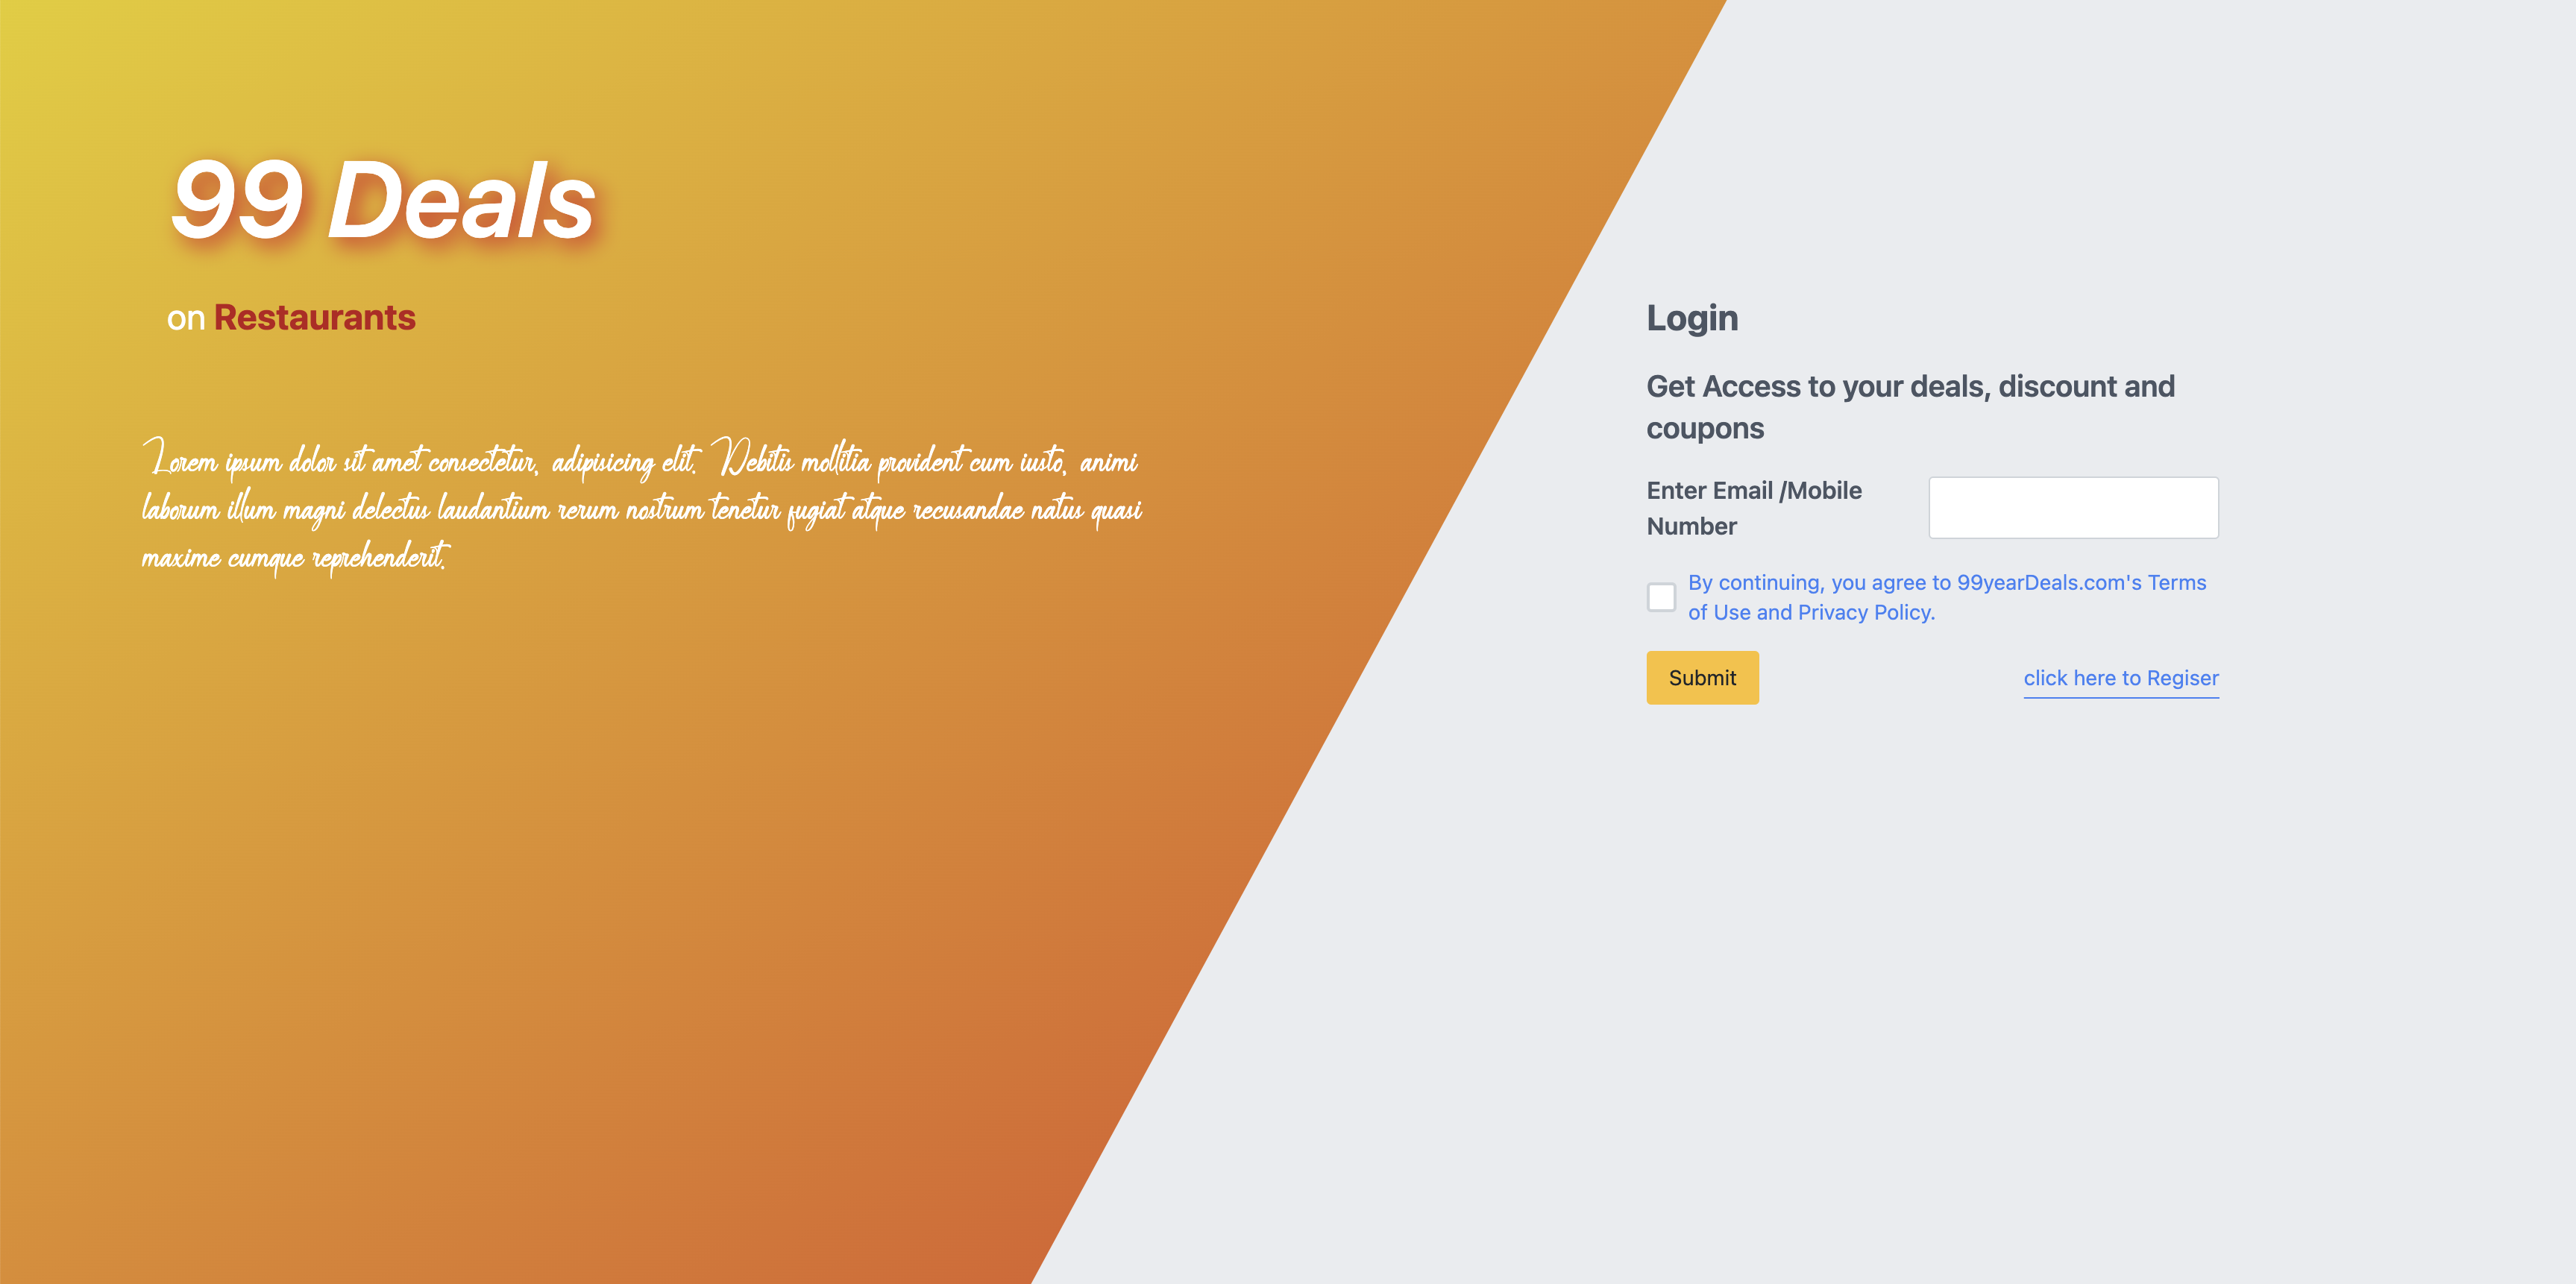 99 Deals
on Restaurants
Lorem ipsum dolor sit amet consectetur, adipisicing elit. Debitis mollitia provident cum iusto, animi
laborum illum magni delectus laudantium rerum nostrum tenetur fugiat atque recusandae natus quasi
maxime cumque reprehenderit.
Login
Get Access to your deals, discount and
coupons
Enter Email /Mobile
Number
By continuing, you agree to 99yearDeals.com's Terms
of Use and Privacy Policy.
Submit
click here to Regiser